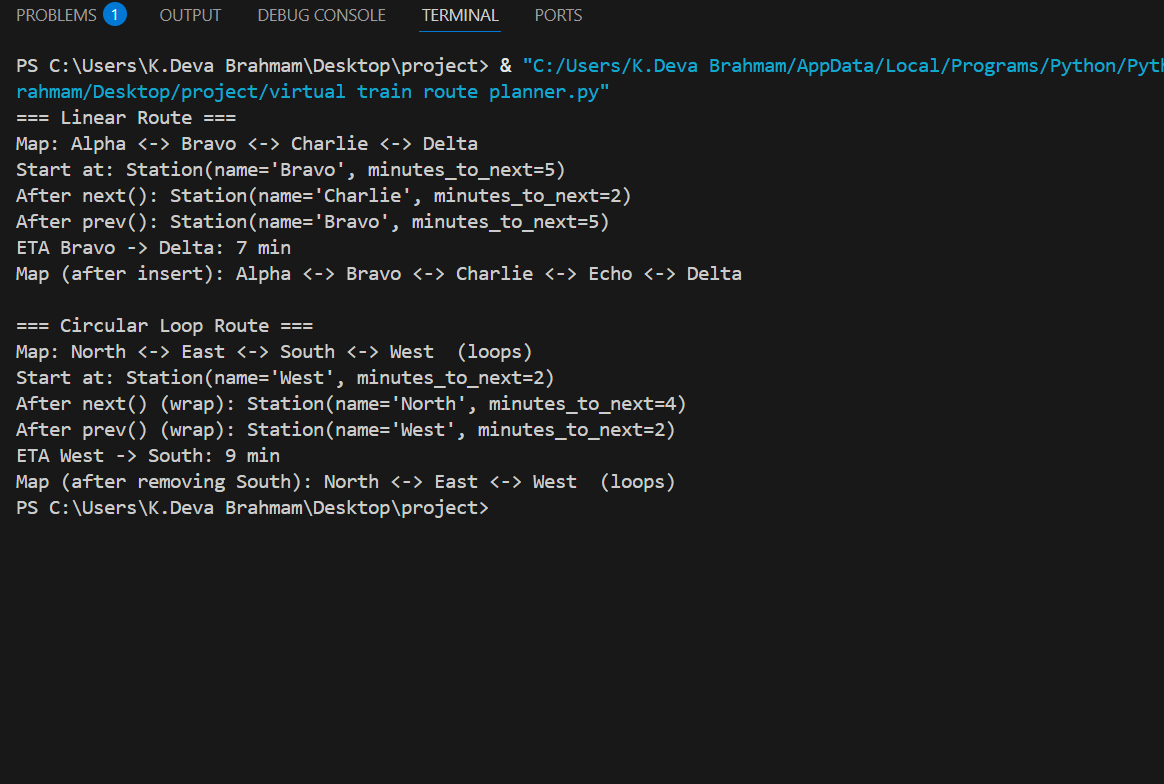 PROBLEMS 1 OUTPUT DEBUG CONSOLE TERMINAL PORTS
PS C:\Users\K.Deva Brahmam\Desktop\project> & "C:/Users/K.Deva Brahmam/AppData/Local/Programs/Python/Pyth
rahmam/Desktop/project/virtual train route planner.py"
=== Linear Route ===
Map: Alpha <-> Bravo <-> Charlie <-> Delta
Start at: Station(name='Bravo', minutes_to_next=5)
After next(): Station(name='Charlie', minutes_to_next=2)
After prev(): Station(name='Bravo', minutes_to_next=5)
ETA Bravo -> Delta: 7 min
Map (after insert): Alpha <-> Bravo <-> Charlie <-> Echo <-> Delta

=== Circular Loop Route ===
Map: North <-> East <-> South <-> West  (loops)
Start at: Station(name='West', minutes_to_next=2)
After next() (wrap): Station(name='North', minutes_to_next=4)
After prev() (wrap): Station(name='West', minutes_to_next=2)
ETA West -> South: 9 min
Map (after removing South): North <-> East <-> West  (loops)
PS C:\Users\K.Deva Brahmam\Desktop\project>